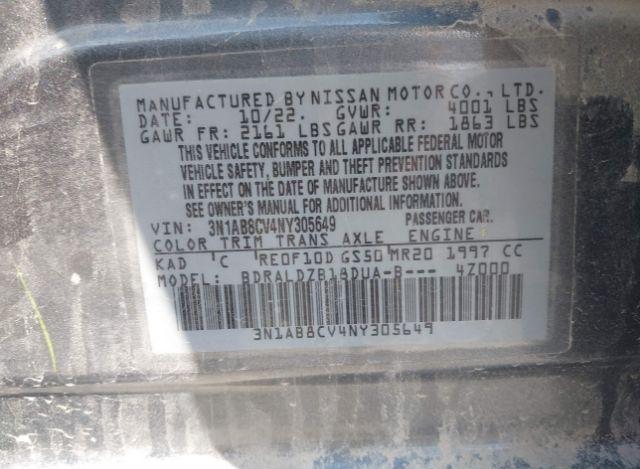 MANUFACTURED BY NISSAN MOTOR CO., LTD.
DATE: 10/22. GVWR: 4001 LBS
GAWR FR: 2161 LBS GAWR RR: 1863 LBS
THIS VEHICLE CONFORMS TO ALL APPLICABLE FEDERAL MOTOR
VEHICLE SAFETY, BUMPER AND THEFT PREVENTION STANDARDS
IN EFFECT ON THE DATE OF MANUFACTURE SHOWN ABOVE.
SEE OWNER'S MANUAL FOR ADDITIONAL INFORMATION.
VIN: 3N1AB8CV4NY305649 PASSENGER CAR.
COLOR TRIM TRANS AXLE ENGINE
KAD C RE0F10D GS50 MR20 1997 CC
MODEL: BDRALDZB18DUA-B--- 4Z000
3N1AB8CV4NY305649